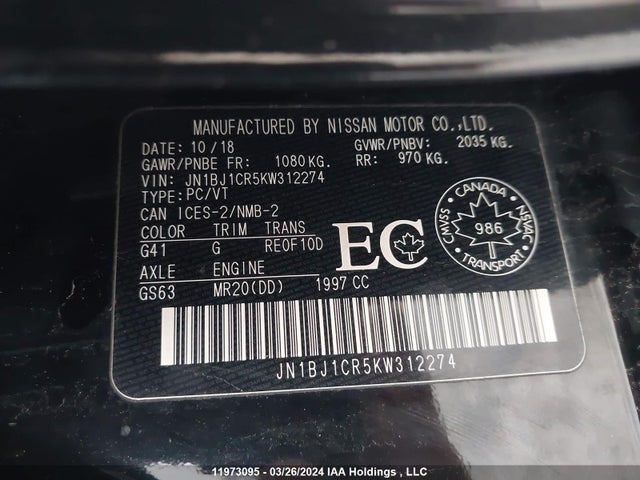 MANUFACTURED BY NISSAN MOTOR CO.,LTD.
DATE: 10/18 GVWR/PNBV: 2035 KG.
GAWR/PNBE FR: 1080 KG. RR: 970 KG.
VIN: JN1BJ1CR5KW312274
TYPE: PC/VT
CAN ICES-2/NMB-2
COLOR TRIM TRANS
G41 G RE0F10D
AXLE ENGINE
GS63 MR20(DD) 1997 CC
EC
CANADA
CMVSS 986 NSVAC
TRANSPORT
JN1BJ1CR5KW312274
11973095 - 03/26/2024 IAA Holdings , LLC